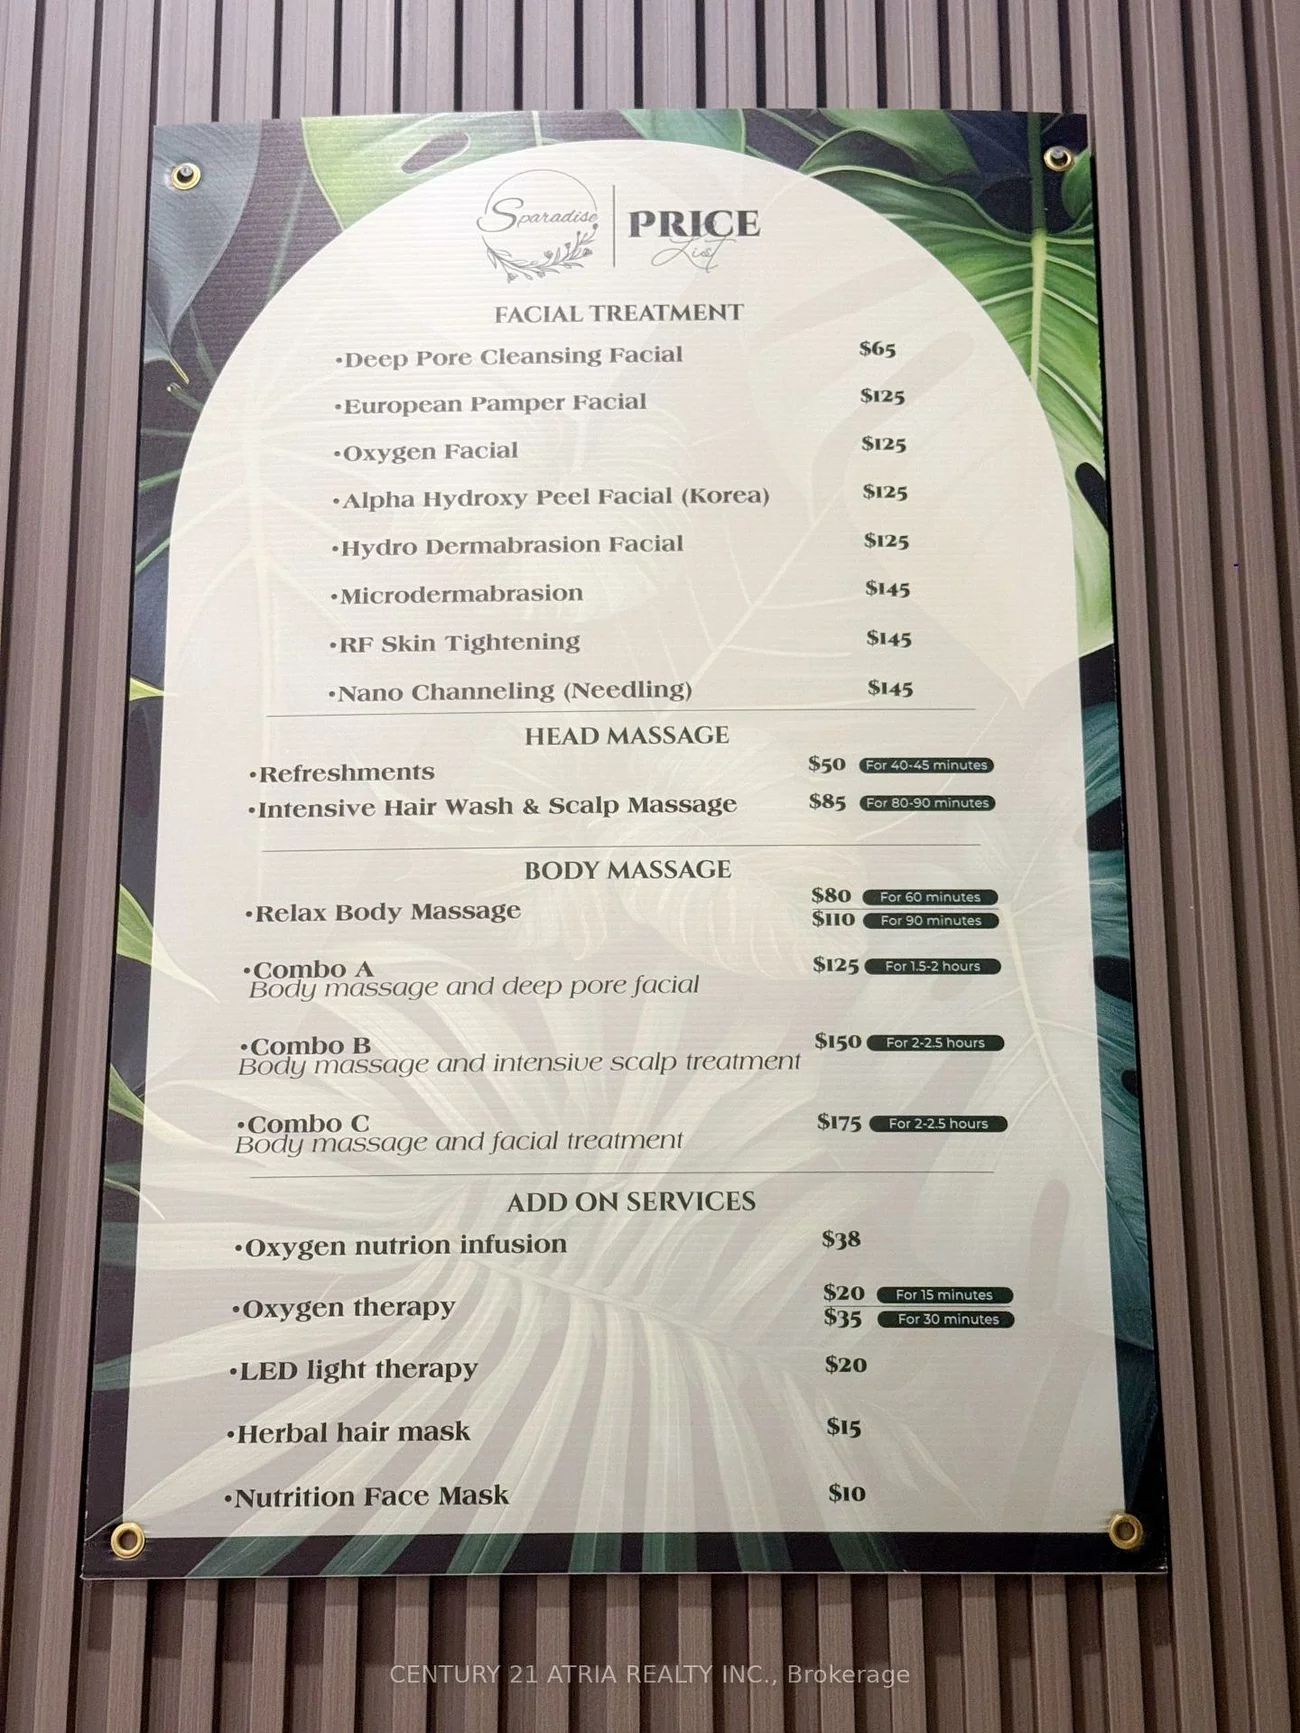 Sparadise
PRICE
List
FACIAL TREATMENT
•Deep Pore Cleansing Facial $65
•European Pamper Facial $125
•Oxygen Facial $125
•Alpha Hydroxy Peel Facial (Korea) $125
•Hydro Dermabrasion Facial $125
•Microdermabrasion $145
•RF Skin Tightening $145
•Nano Channeling (Needling) $145
HEAD MASSAGE
•Refreshments $50 For 40-45 minutes
•Intensive Hair Wash & Scalp Massage $85 For 80-90 minutes
BODY MASSAGE
•Relax Body Massage $80 For 60 minutes
$110 For 90 minutes
•Combo A $125 For 1.5-2 hours
Body massage and deep pore facial
•Combo B $150 For 2-2.5 hours
Body massage and intensive scalp treatment
•Combo C $175 For 2-2.5 hours
Body massage and facial treatment
ADD ON SERVICES
•Oxygen nutrion infusion $38
•Oxygen therapy $20 For 15 minutes
$35 For 30 minutes
•LED light therapy $20
•Herbal hair mask $15
•Nutrition Face Mask $10
CENTURY 21 ATRIA REALTY INC., Brokerage